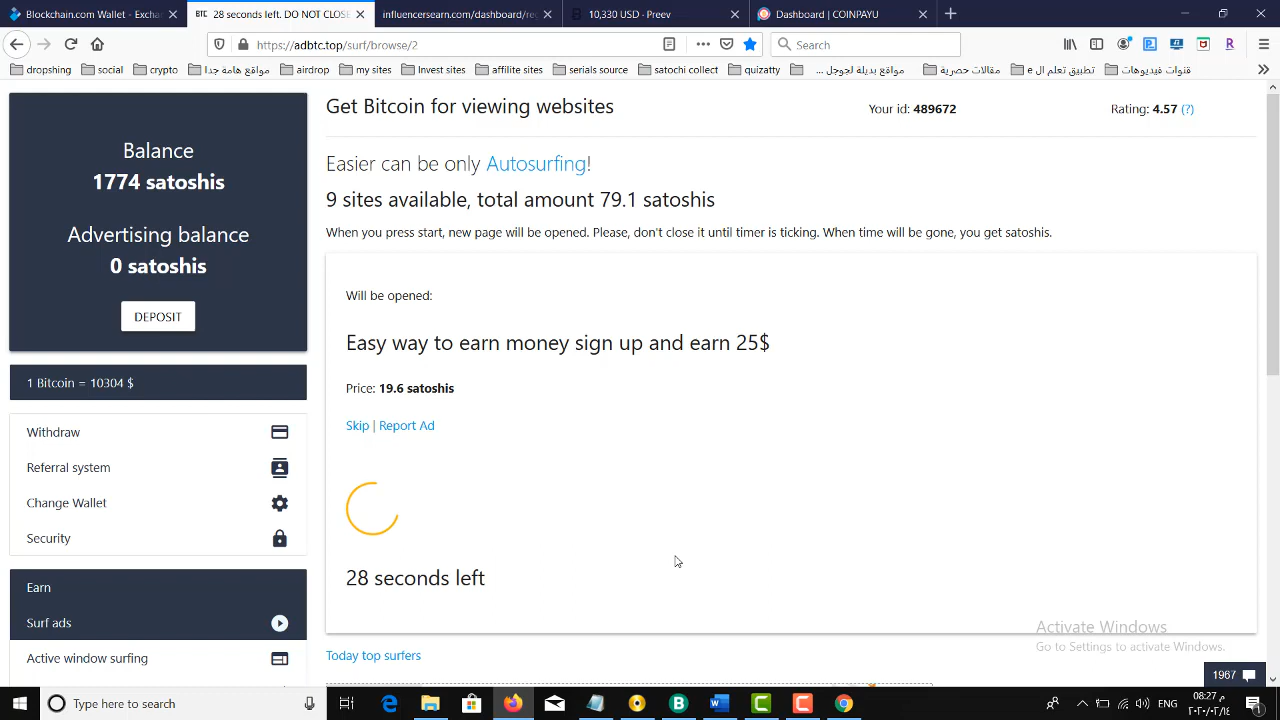 Blockchain.com Wallet - Exchan
BTC 28 seconds left. DO NOT CLOSE
influencersearn.com/dashboard/re
10,330 USD - Preev
Dashboard | COINPAYU
https://adbtc.top/surf/browse/2
Search
dropshing
social
crypto
مواقع هامة جدا
airdrop
my sites
Invest sites
affilite sites
serials source
satochi collect
quizatty
مواقع بديلة لجوجل ...
مقالات حصرية
تطبيق تعلم ال e
قنوات فيديوهات
Balance
1774 satoshis
Advertising balance
0 satoshis
DEPOSIT
1 Bitcoin = 10304 $
Withdraw
Referral system
Change Wallet
Security
Earn
Surf ads
Active window surfing
Get Bitcoin for viewing websites
Your id: 489672
Rating: 4.57 (?)
Easier can be only Autosurfing!
9 sites available, total amount 79.1 satoshis
When you press start, new page will be opened. Please, don't close it until timer is ticking. When time will be gone, you get satoshis.
Will be opened:
Easy way to earn money sign up and earn 25$
Price: 19.6 satoshis
Skip | Report Ad
28 seconds left
Today top surfers
Activate Windows
Go to Settings to activate Windows.
1967
Type here to search
ENG
08:27 م